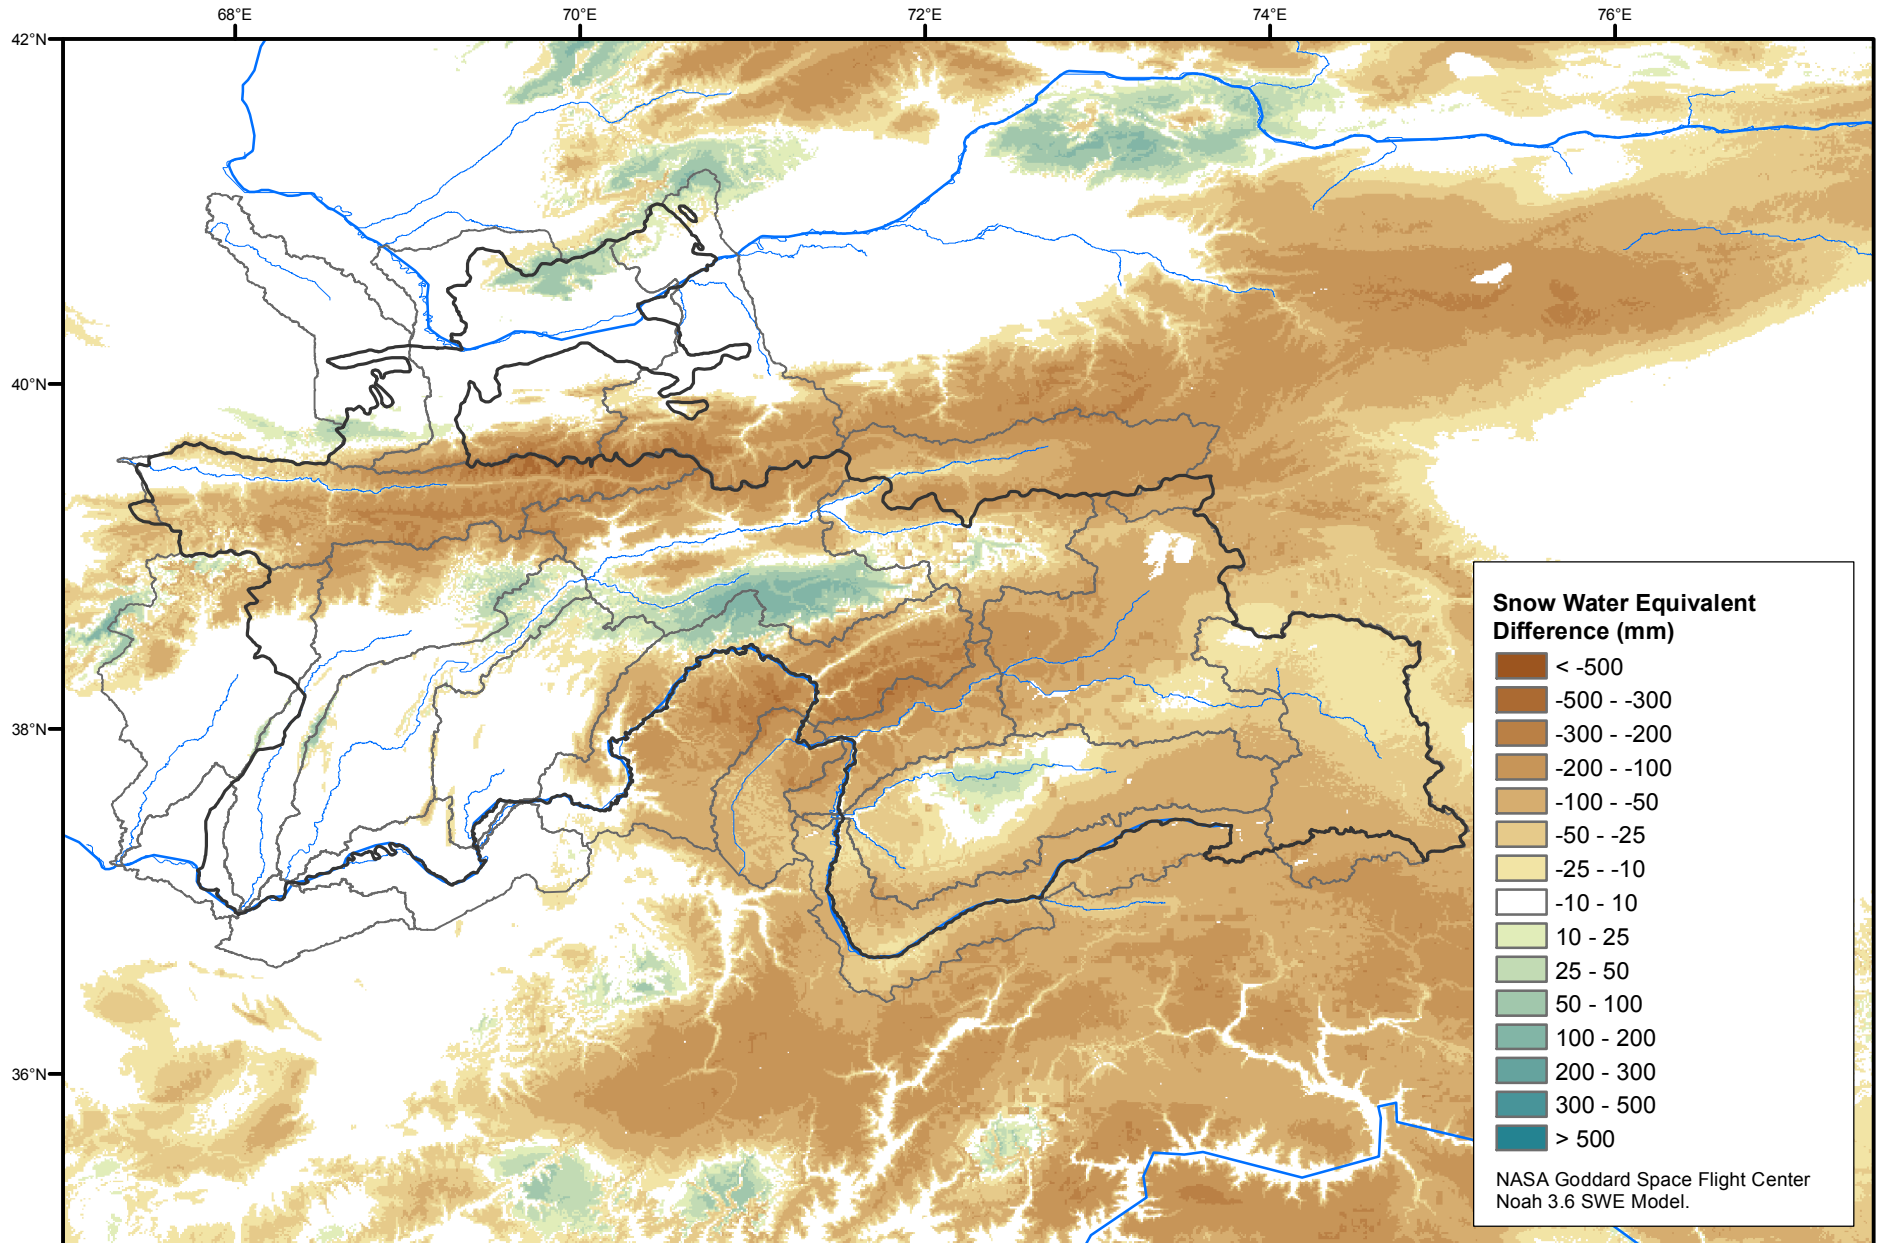 68°E
70°E
72°E
74°E
76°E
42°N
40°N
38°N
36°N
Snow Water Equivalent
Difference (mm)
< -500
-500 - -300
-300 - -200
-200 - -100
-100 - -50
-50 - -25
-25 - -10
-10 - 10
10 - 25
25 - 50
50 - 100
100 - 200
200 - 300
300 - 500
> 500
NASA Goddard Space Flight Center
Noah 3.6 SWE Model.